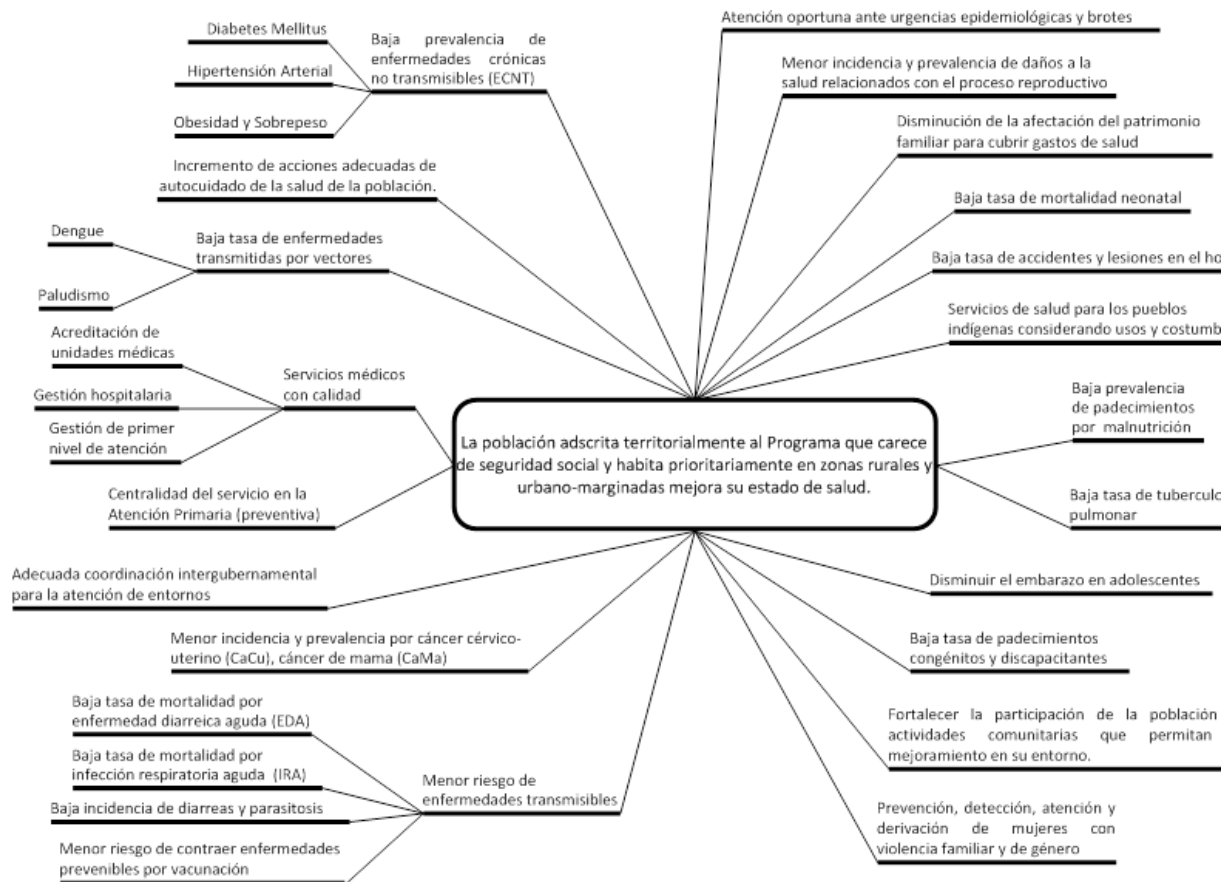 Diabetes Mellitus
Hipertensión Arterial
Obesidad y Sobrepeso
Baja prevalencia de
enfermedades crónicas
no transmisibles (ECNT)
Incremento de acciones adecuadas de
autocuidado de la salud de la población.
Dengue
Paludismo
Baja tasa de enfermedades
transmitidas por vectores
Acreditación de
unidades médicas
Gestión hospitalaria
Gestión de primer
nivel de atención
Servicios médicos
con calidad
Centralidad del servicio en la
Atención Primaria (preventiva)
Adecuada coordinación intergubernamental
para la atención de entornos
Menor incidencia y prevalencia por cáncer cérvico-
uterino (CaCu), cáncer de mama (CaMa)
Baja tasa de mortalidad por
enfermedad diarreica aguda (EDA)
Baja tasa de mortalidad por
infección respiratoria aguda (IRA)
Baja incidencia de diarreas y parasitosis
Menor riesgo de contraer enfermedades
prevenibles por vacunación
Menor riesgo de
enfermedades transmisibles
La población adscrita territorialmente al Programa que carece
de seguridad social y habita prioritariamente en zonas rurales y
urbano-marginadas mejora su estado de salud.
Atención oportuna ante urgencias epidemiológicas y brotes
Menor incidencia y prevalencia de daños a la
salud relacionados con el proceso reproductivo
Disminución de la afectación del patrimonio
familiar para cubrir gastos de salud
Baja tasa de mortalidad neonatal
Baja tasa de accidentes y lesiones en el
Servicios de salud para los pueblos
indígenas considerando usos y
Baja prevalencia
de padecimientos
por malnutrición
Baja tasa de
pulmonar
Disminuir el embarazo en adolescentes
Baja tasa de padecimientos
congénitos y discapacitantes
Fortalecer la participación de la población
actividades comunitarias que permitan
mejoramiento en su entorno.
Prevención, detección, atención y
derivación de mujeres con
violencia familiar y de género